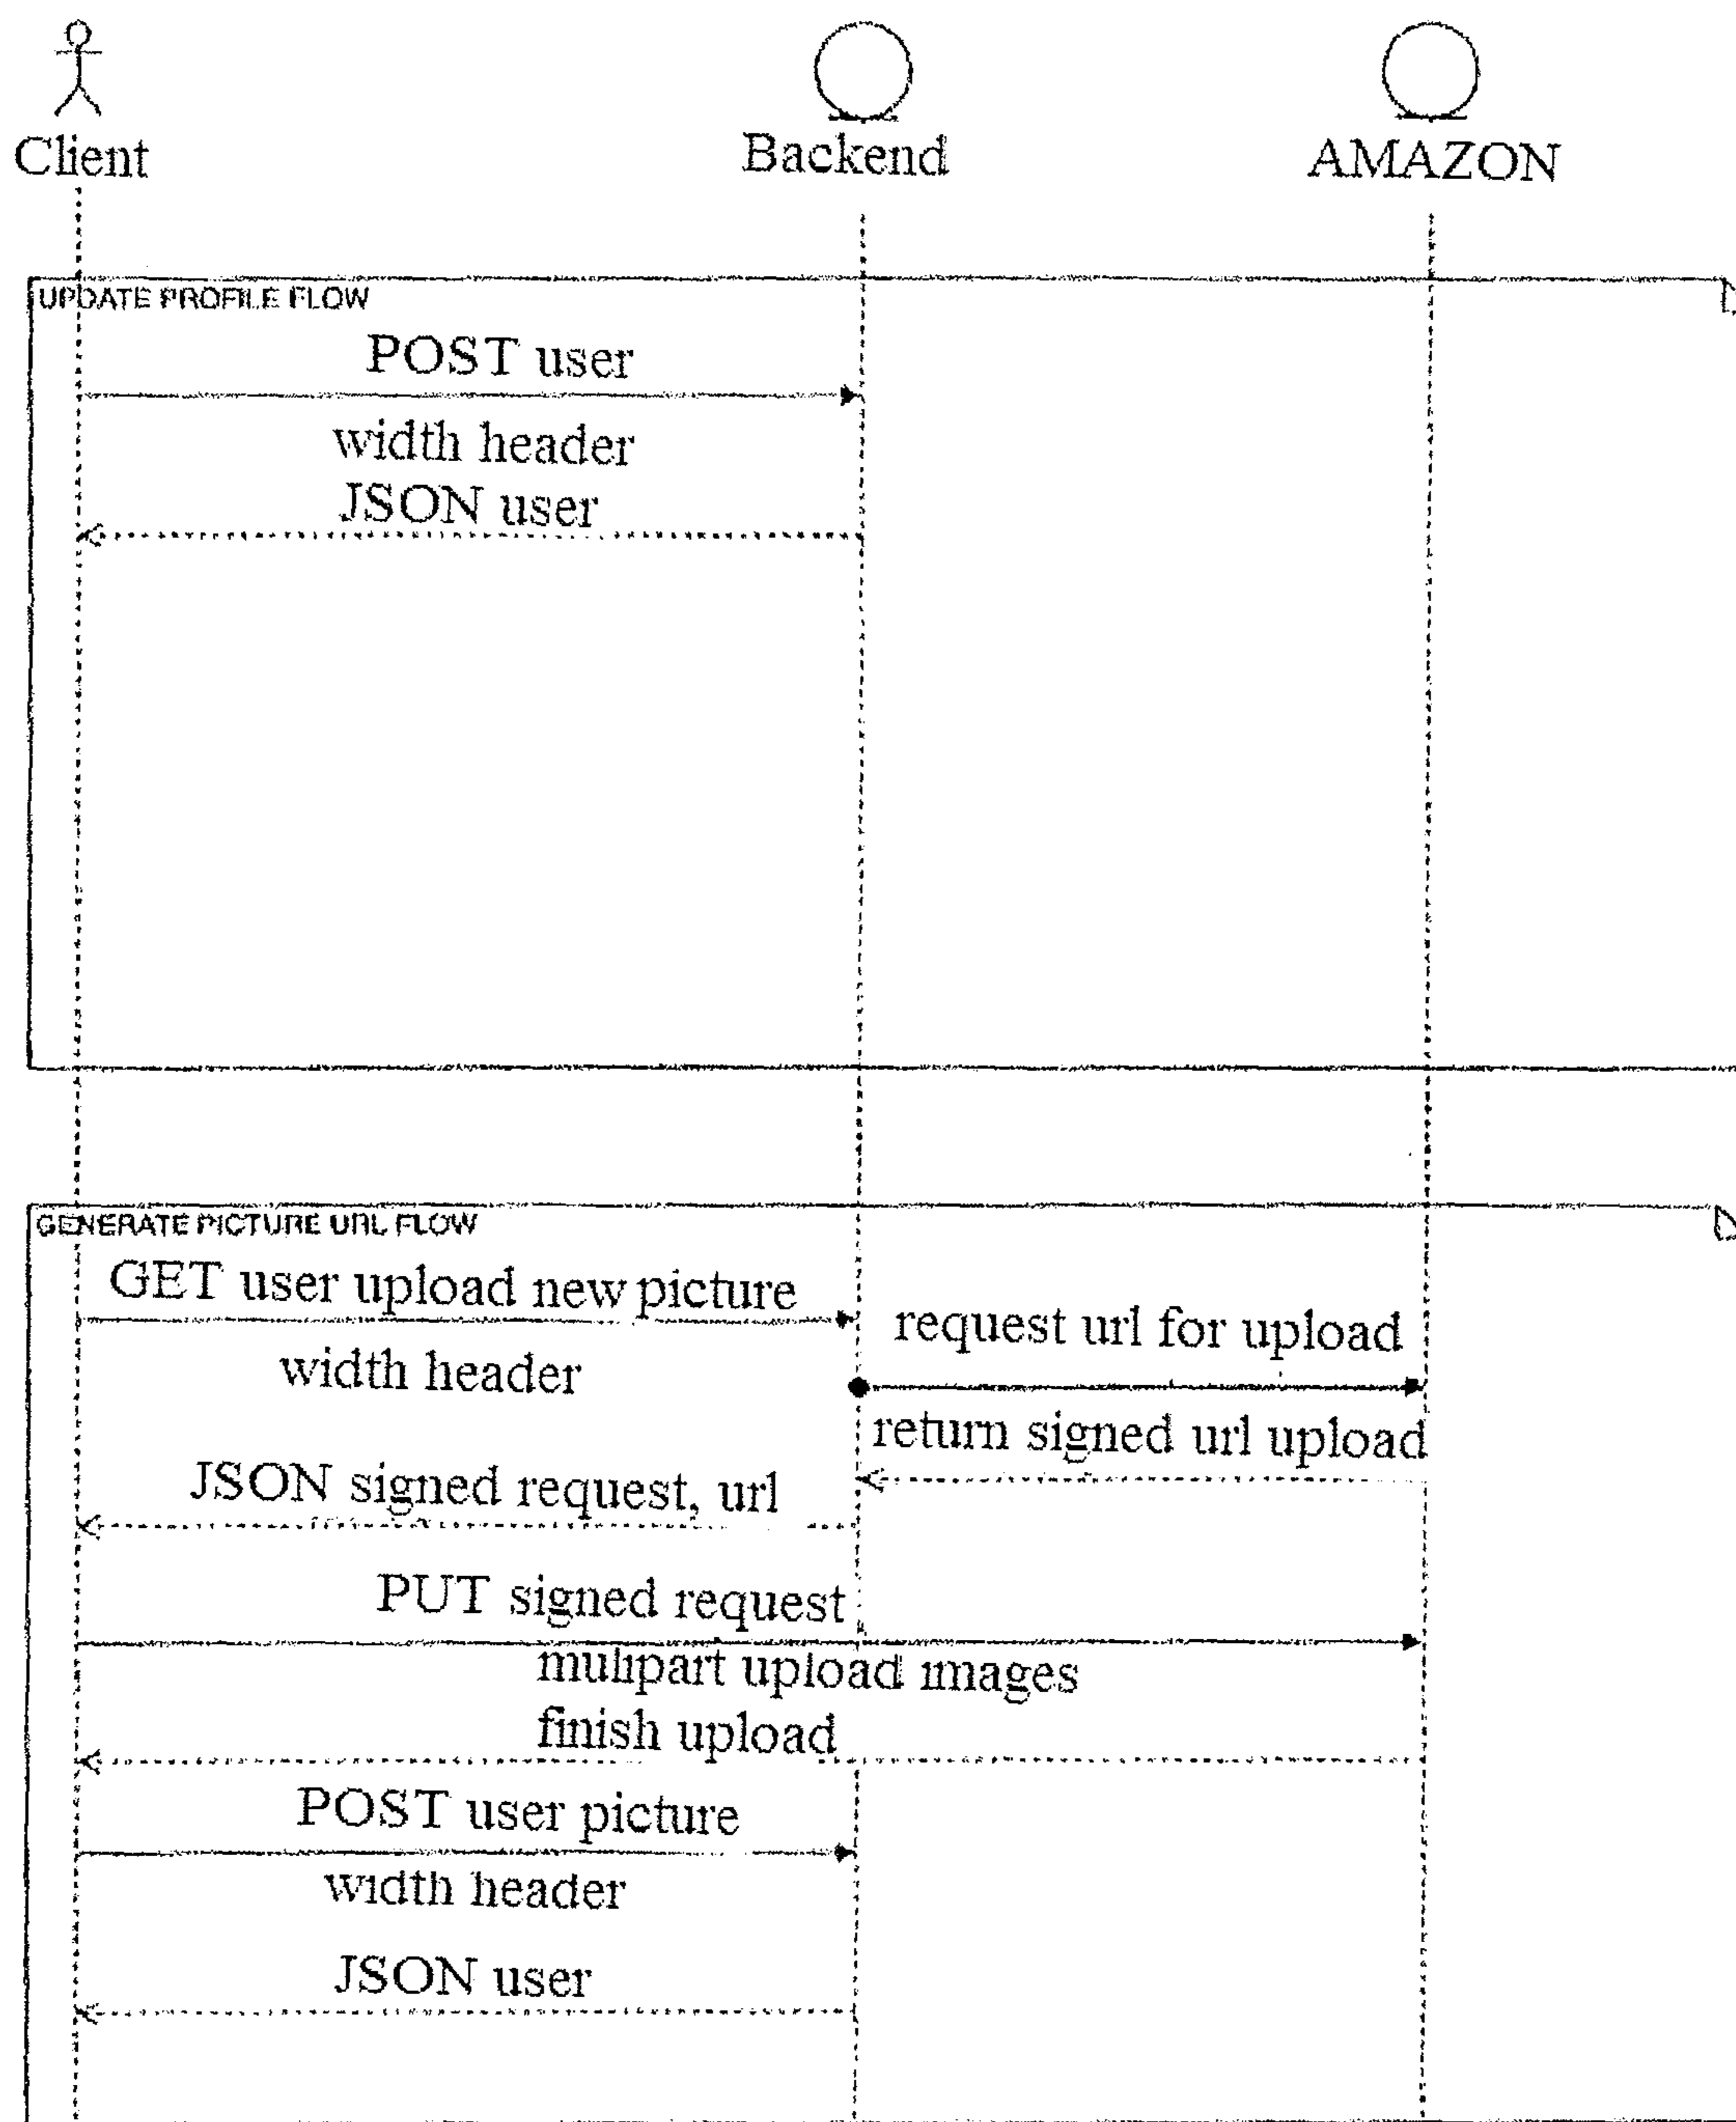 Client
Backend
AMAZON
UPDATE PROFILE FLOW
POST user
width header
JSON user
GENERATE PICTURE URL FLOW
GET user upload new picture
request url for upload
width header
return signed url upload
JSON signed request, url
PUT signed request
mulipart upload images
finish upload
POST user picture
width header
JSON user